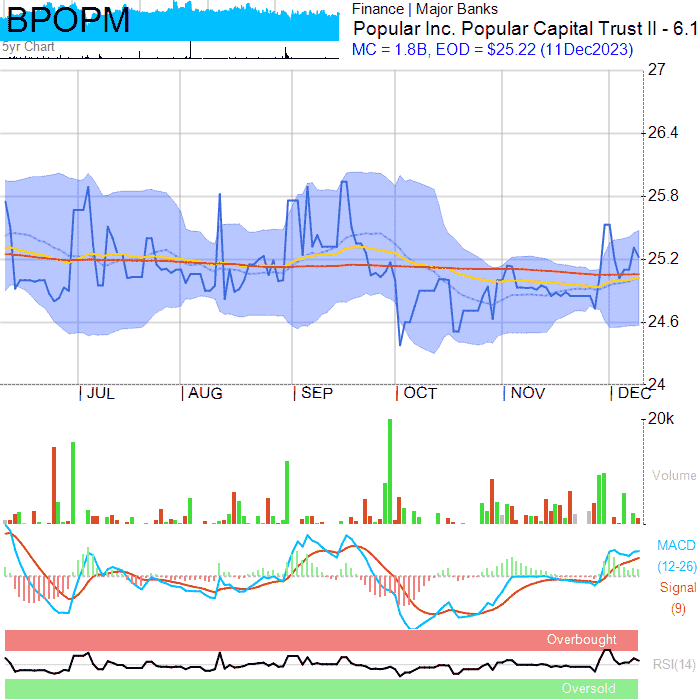 BPOPM
5yr Chart
Finance | Major Banks
Popular Inc. Popular Capital Trust II - 6.1
MC = 1.8B, EOD = $25.22 (11Dec2023)
27
26.4
25.8
25.2
24.6
24
JUL AUG SEP OCT NOV DEC
20k
Volume
MACD
(12-26)
Signal
(9)
Overbought
RSI(14)
Oversold